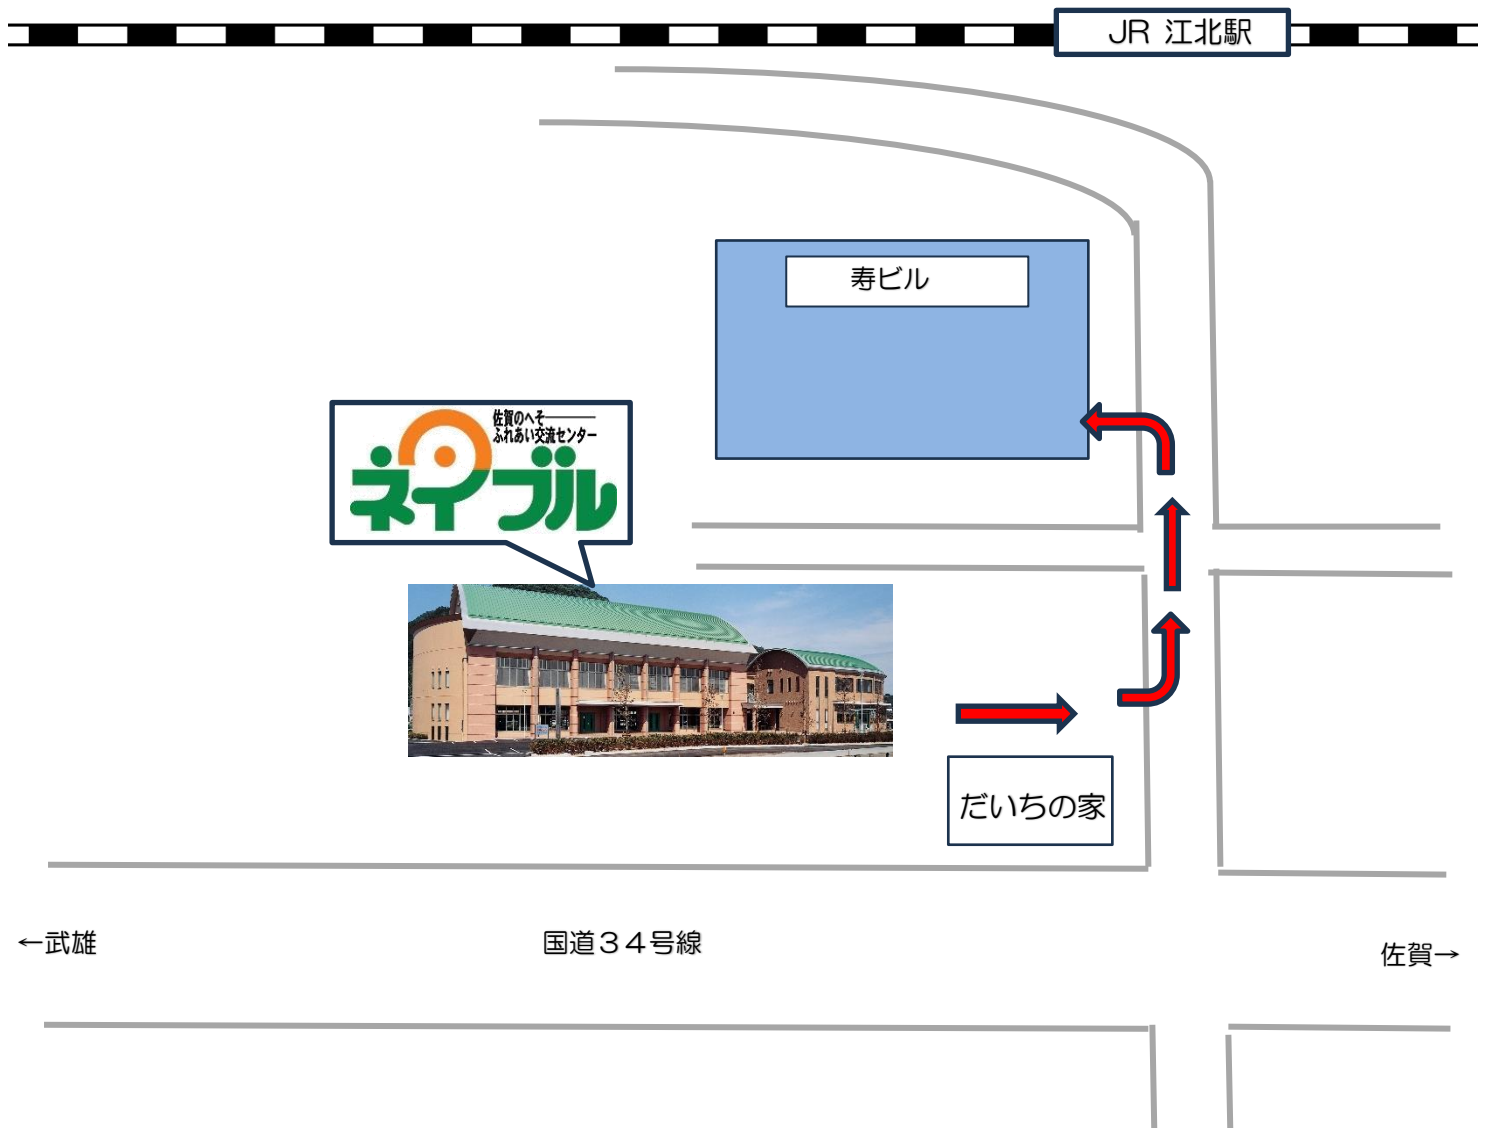 JR 江北駅
寿ビル
佐賀のへそ
ふれあい交流センター
ネイブル
だいちの家
←武雄
国道３４号線
佐賀→